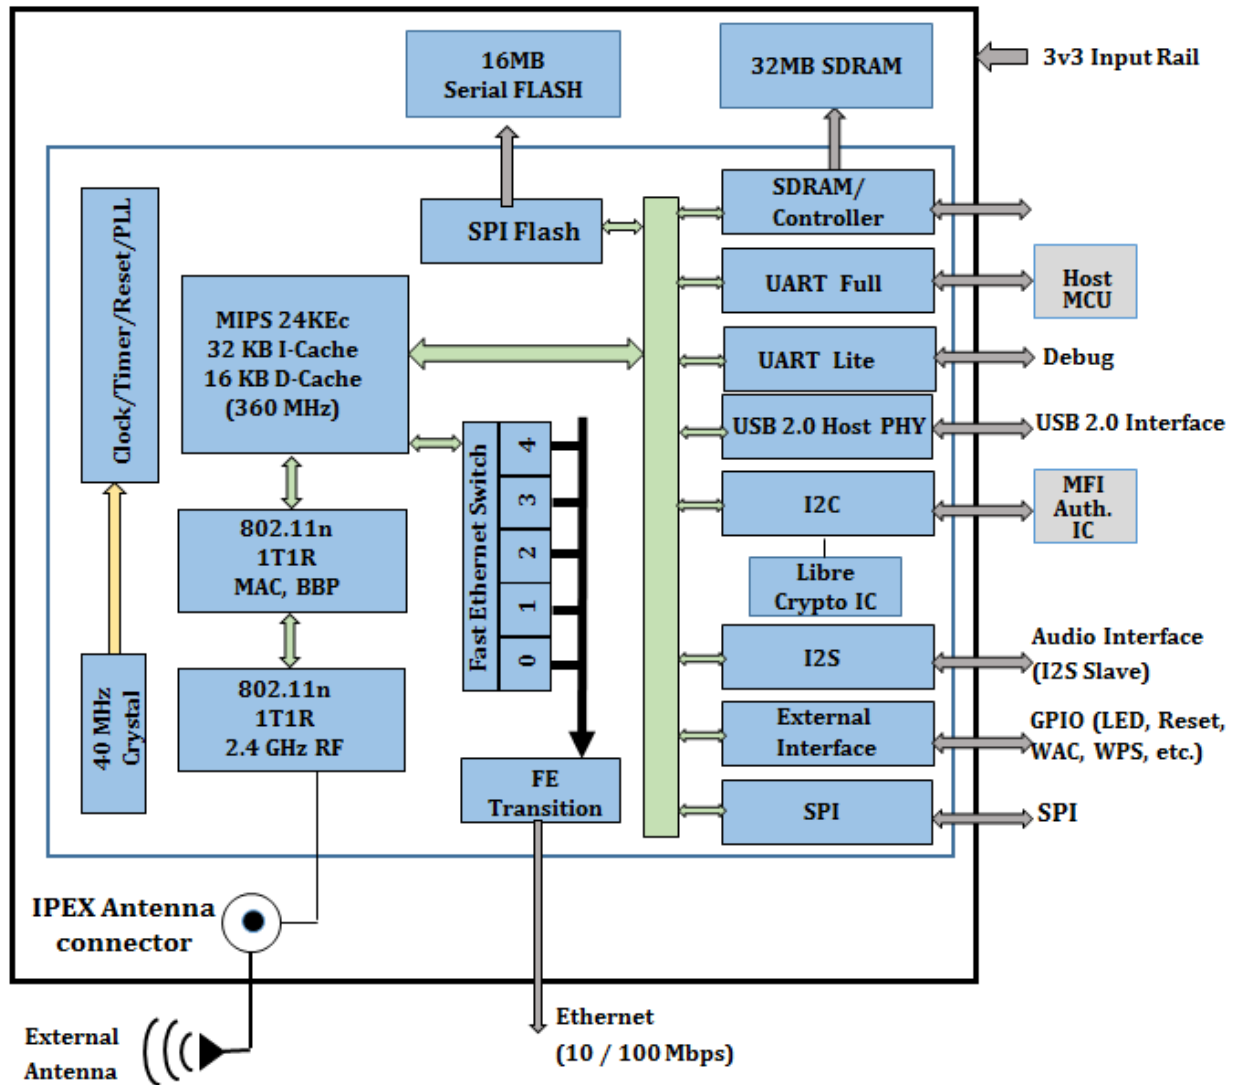 16MB
Serial FLASH
32MB SDRAM
3v3 Input Rail
Clock/Timer/Reset/PLL
SPI Flash
SDRAM/
Controller
UART Full
Host
MCU
MIPS 24KEc
32 KB I-Cache
16 KB D-Cache
(360 MHz)
UART Lite
Debug
USB 2.0 Host PHY
USB 2.0 Interface
Fast Ethernet Switch
4
3
2
1
0
I2C
MFI
Auth.
IC
802.11n
1T1R
MAC, BBP
Libre
Crypto IC
I2S
Audio Interface
(I2S Slave)
40 MHz
Crystal
802.11n
1T1R
2.4 GHz RF
External
Interface
GPIO (LED, Reset,
WAC, WPS, etc.)
FE
Transition
SPI
SPI
IPEX Antenna
connector
External
Antenna
Ethernet
(10 / 100 Mbps)